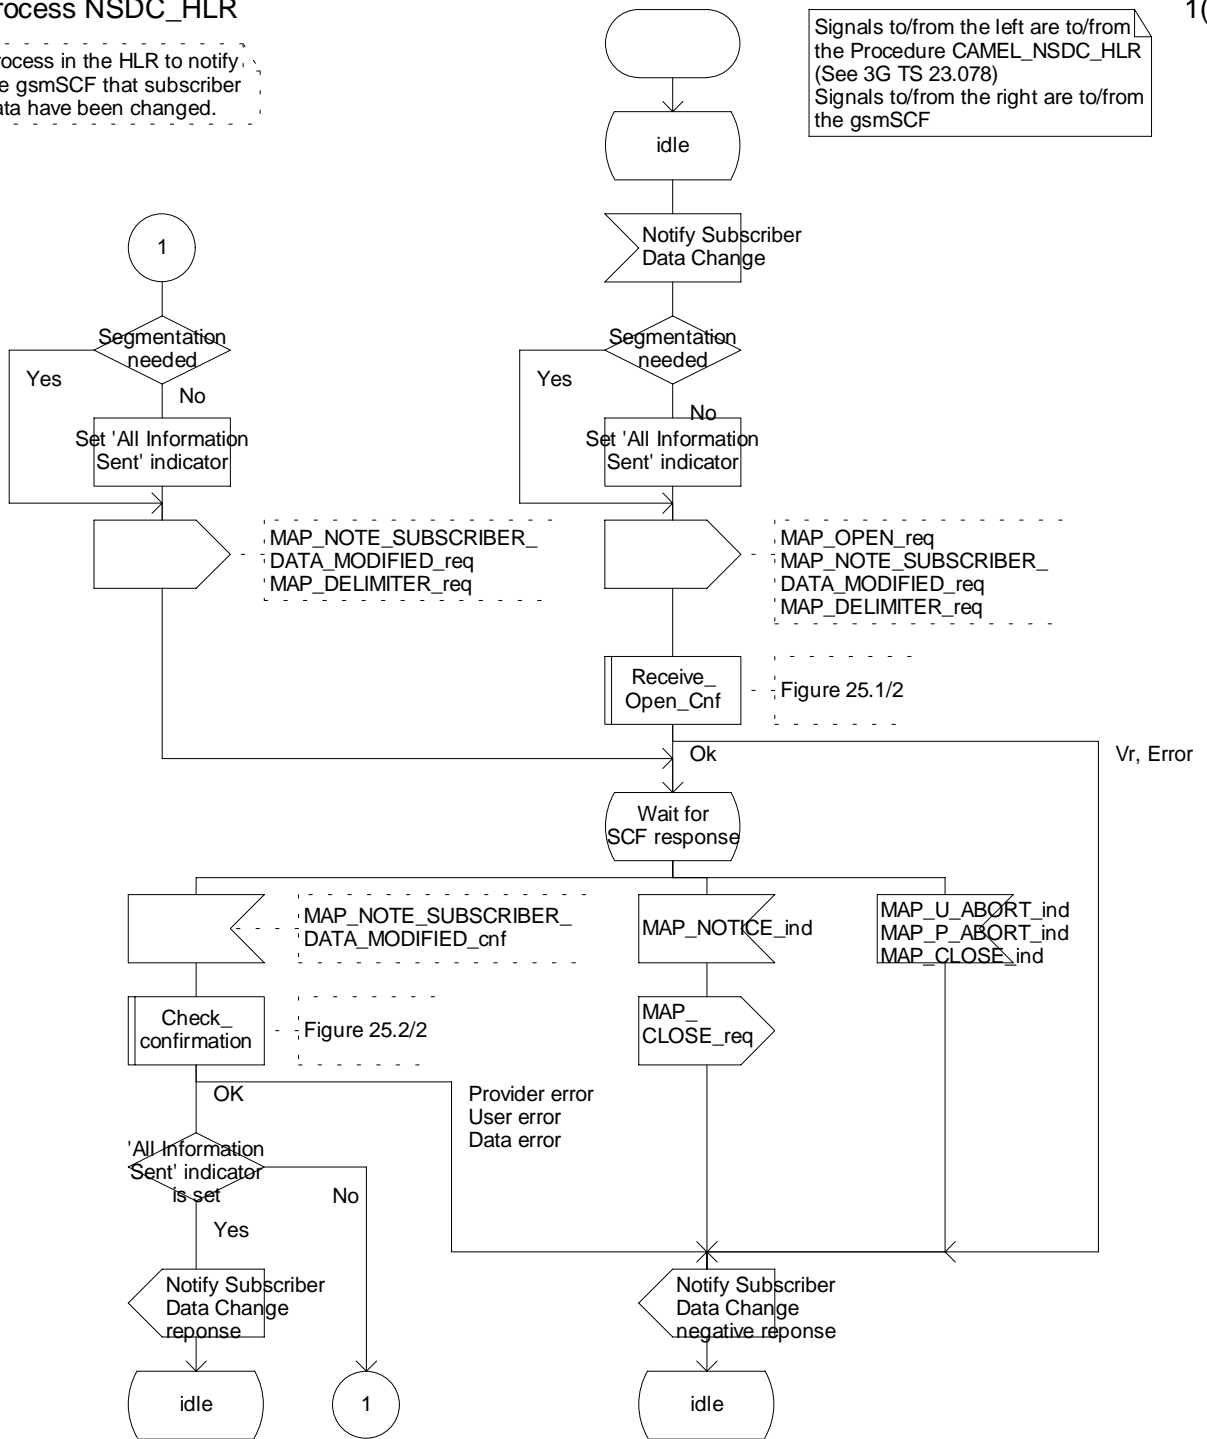 rocess NSDC_HLR
1(
rocess in the HLR to notify
e gsmSCF that subscriber
ata have been changed.
Signals to/from the left are to/from
the Procedure CAMEL_NSDC_HLR
(See 3G TS 23.078)
Signals to/from the right are to/from
the gsmSCF
idle
Notify Subscriber
Data Change
1
Segmentation
needed
Yes
No
Set 'All Information
Sent' indicator
Segmentation
needed
Yes
No
Set 'All Information
Sent' indicator
MAP_NOTE_SUBSCRIBER_
DATA_MODIFIED_req
MAP_DELIMITER_req
MAP_OPEN_req
MAP_NOTE_SUBSCRIBER_
DATA_MODIFIED_req
MAP_DELIMITER_req
Receive_
Open_Cnf
Figure 25.1/2
Ok
Vr, Error
Wait for
SCF response
MAP_NOTE_SUBSCRIBER_
DATA_MODIFIED_cnf
MAP_NOTICE_ind
MAP_U_ABORT_ind
MAP_P_ABORT_ind
MAP_CLOSE_ind
Check_
confirmation
Figure 25.2/2
MAP_
CLOSE_req
OK
Provider error
User error
Data error
'All Information
Sent' indicator
is set
No
Yes
Notify Subscriber
Data Change
reponse
Notify Subscriber
Data Change
negative reponse
idle
1
idle